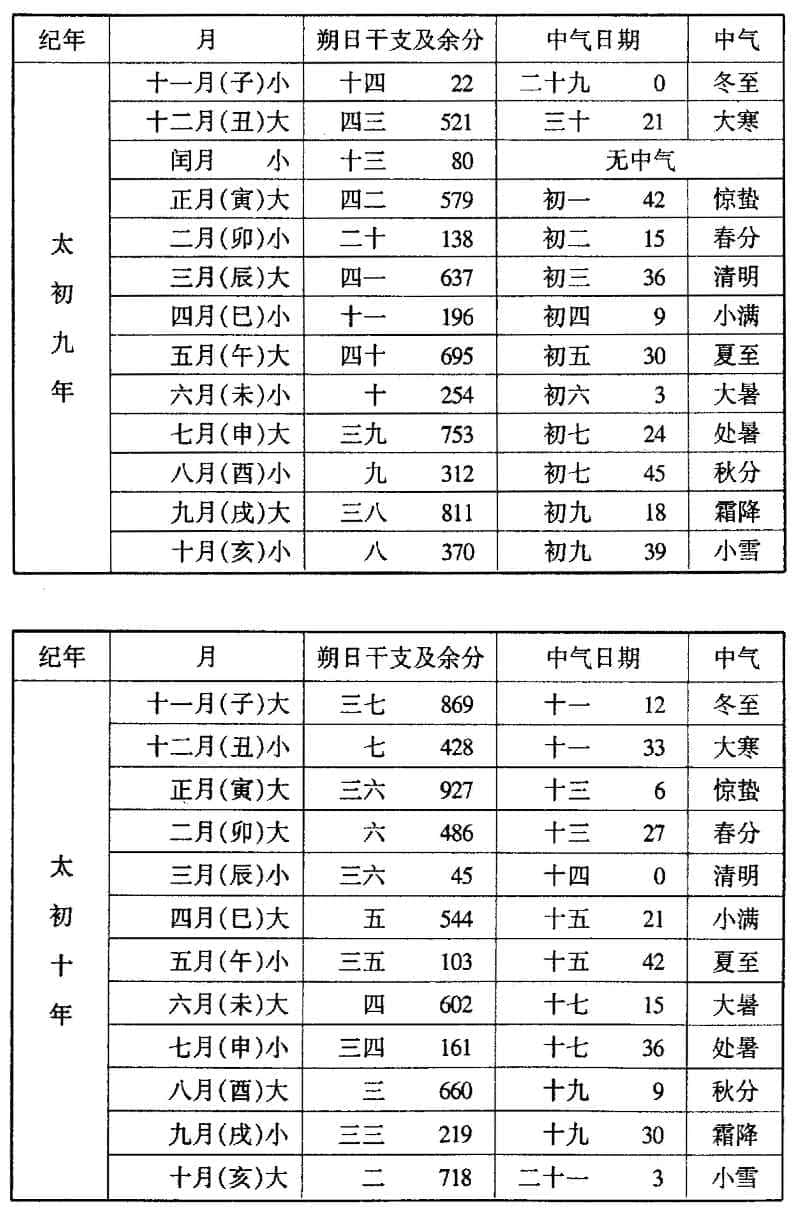 纪年 月 朔日干支及余分 中气日期 中气
太初九年
十一月(子)小 十四 22 二十九 0 冬至
十二月(丑)大 四三 521 三十 21 大寒
闰月 小 十三 80 无中气
正月(寅)大 四二 579 初一 42 惊蛰
二月(卯)小 二十 138 初二 15 春分
三月(辰)大 四一 637 初三 36 清明
四月(巳)小 十一 196 初四 9 小满
五月(午)大 四十 695 初五 30 夏至
六月(未)小 十 254 初六 3 大暑
七月(申)大 三九 753 初七 24 处暑
八月(酉)小 九 312 初七 45 秋分
九月(戌)大 三八 811 初九 18 霜降
十月(亥)小 八 370 初九 39 小雪
纪年 月 朔日干支及余分 中气日期 中气
太初十年
十一月(子)大 三七 869 十一 12 冬至
十二月(丑)小 七 428 十一 33 大寒
正月(寅)大 三六 927 十三 6 惊蛰
二月(卯)大 六 486 十三 27 春分
三月(辰)小 三六 45 十四 0 清明
四月(巳)大 五 544 十五 21 小满
五月(午)小 三五 103 十五 42 夏至
六月(未)大 四 602 十七 15 大暑
七月(申)小 三四 161 十七 36 处暑
八月(酉)大 三 660 十九 9 秋分
九月(戌)小 三三 219 十九 30 霜降
十月(亥)大 二 718 二十一 3 小雪